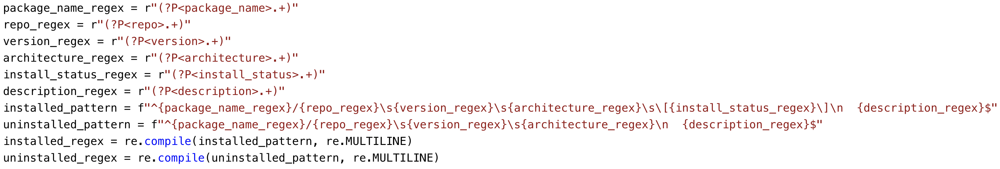 package_name_regex = r"(?P<package_name>.+)"
repo_regex = r"(?P<repo>.+)"
version_regex = r"(?P<version>.+)"
architecture_regex = r"(?P<architecture>.+)"
install_status_regex = r"(?P<install_status>.+)"
description_regex = r"(?P<description>.+)"
installed_pattern = f"^{package_name_regex}/{repo_regex}\s{version_regex}\s{architecture_regex}\s\[{install_status_regex}\]\n  {description_regex}$"
uninstalled_pattern = f"^{package_name_regex}/{repo_regex}\s{version_regex}\s{architecture_regex}\n  {description_regex}$"
installed_regex = re.compile(installed_pattern, re.MULTILINE)
uninstalled_regex = re.compile(uninstalled_pattern, re.MULTILINE)